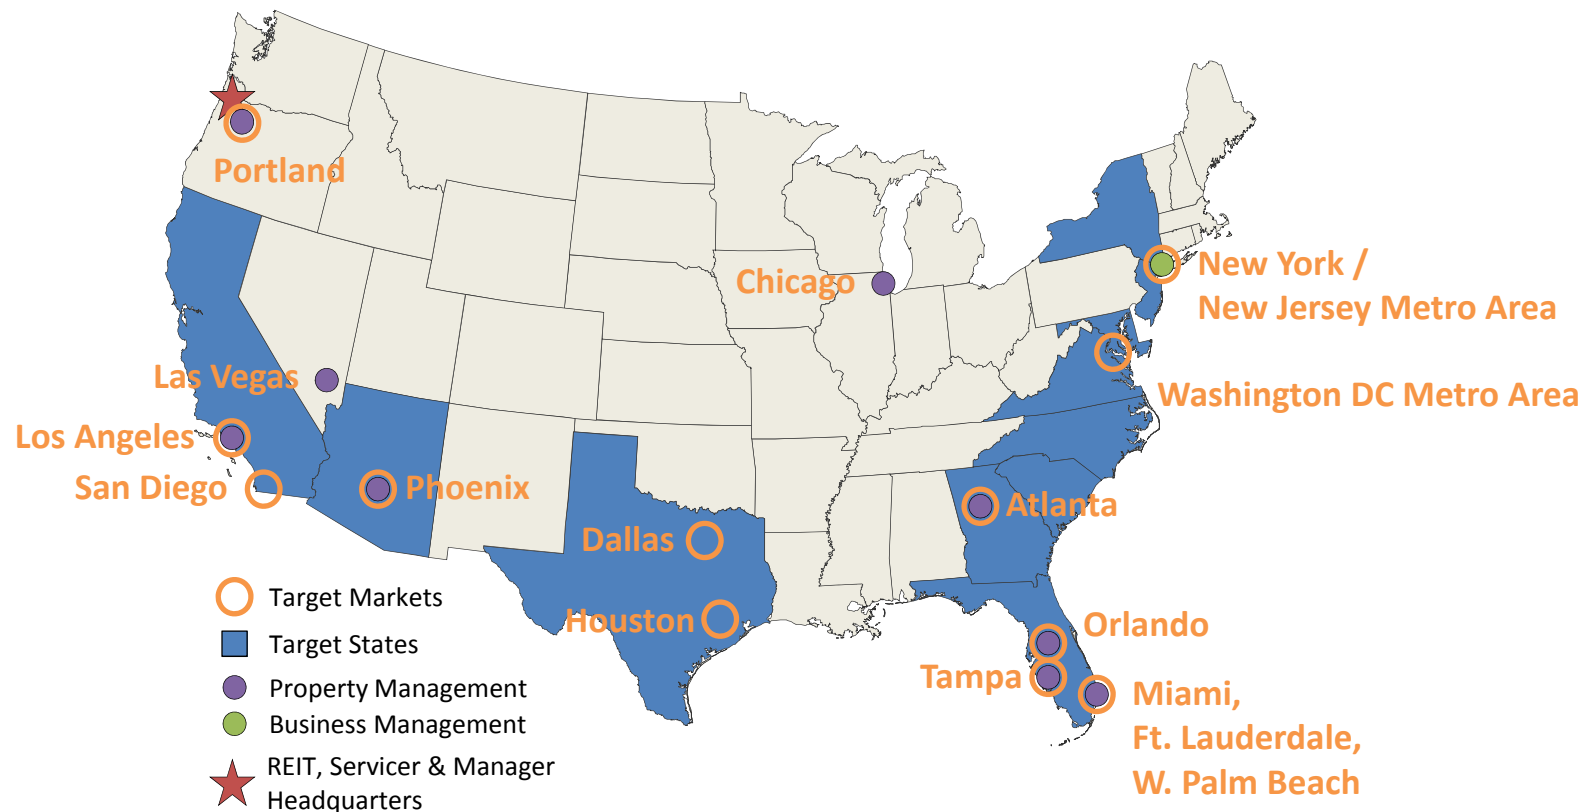 Portland
Chicago
New York /
New Jersey Metro Area
Las Vegas
Washington DC Metro Area
Los Angeles
San Diego
Phoenix
Atlanta
Dallas
Houston
Orlando
Tampa
Miami,
Ft. Lauderdale,
W. Palm Beach
Target Markets
Target States
Property Management
Business Management
REIT, Servicer & Manager
Headquarters